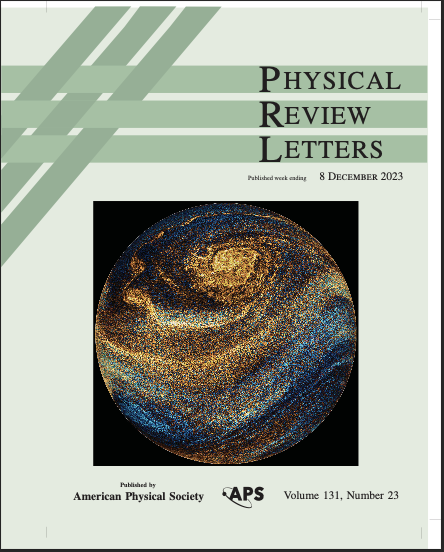 PHYSICAL
REVIEW
LETTERS
Published week ending 8 DECEMBER 2023
Published by
American Physical Society
APS
Volume 131, Number 23